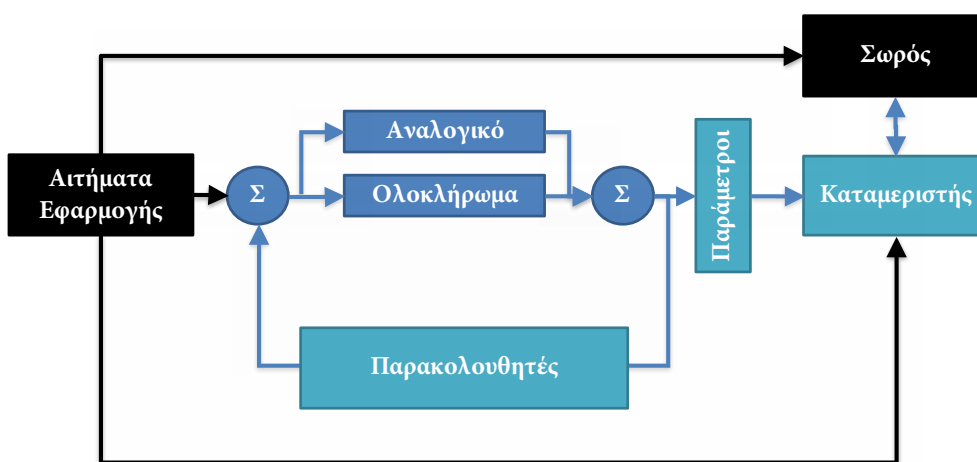 Σωρός
Αναλογικό
Αιτήματα
Εφαρμογής
Σ
Ολοκλήρωμα
Σ
Παράμετροι
Καταμεριστής
Παρακολουθητές